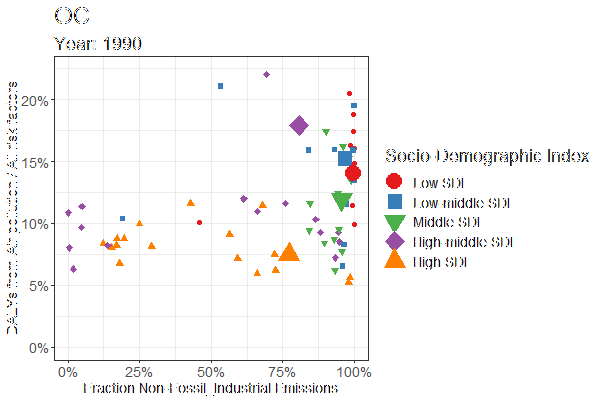 OC
Year: 1990
DALYs from Air pollution / All risk factors
20%
15%
10%
5%
0%
0%
25%
50%
75%
100%
Fraction Non-Fossil, Industrial Emissions
Socio-Demographic Index
Low SDI
Low-middle SDI
Middle SDI
High-middle SDI
High SDI